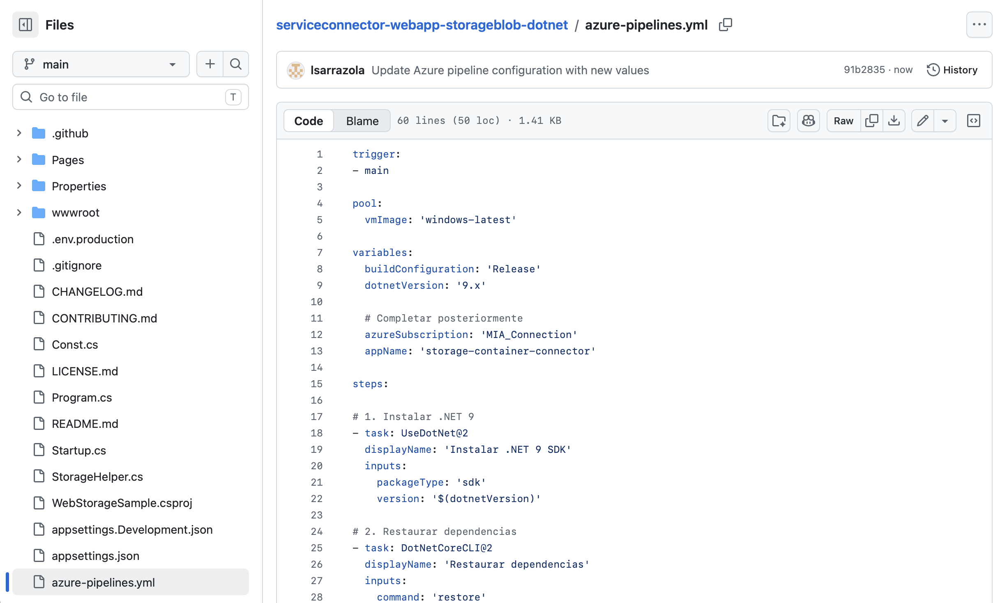 Files
main
Go to file
T
.github
Pages
Properties
wwwroot
.env.production
.gitignore
CHANGELOG.md
CONTRIBUTING.md
Const.cs
LICENSE.md
Program.cs
README.md
Startup.cs
StorageHelper.cs
WebStorageSample.csproj
appsettings.Development.json
appsettings.json
azure-pipelines.yml
serviceconnector-webapp-storageblob-dotnet / azure-pipelines.yml
lsarrazola Update Azure pipeline configuration with new values 91b2835 · now History
Code Blame 60 lines (50 loc) · 1.41 KB Raw
1 trigger:
2 - main
3
4 pool:
5   vmImage: 'windows-latest'
6
7 variables:
8   buildConfiguration: 'Release'
9   dotnetVersion: '9.x'
10
11   # Completar posteriormente
12   azureSubscription: 'MIA_Connection'
13   appName: 'storage-container-connector'
14
15 steps:
16
17 # 1. Instalar .NET 9
18 - task: UseDotNet@2
19   displayName: 'Instalar .NET 9 SDK'
20   inputs:
21     packageType: 'sdk'
22     version: '$(dotnetVersion)'
23
24 # 2. Restaurar dependencias
25 - task: DotNetCoreCLI@2
26   displayName: 'Restaurar dependencias'
27   inputs:
28     command: 'restore'